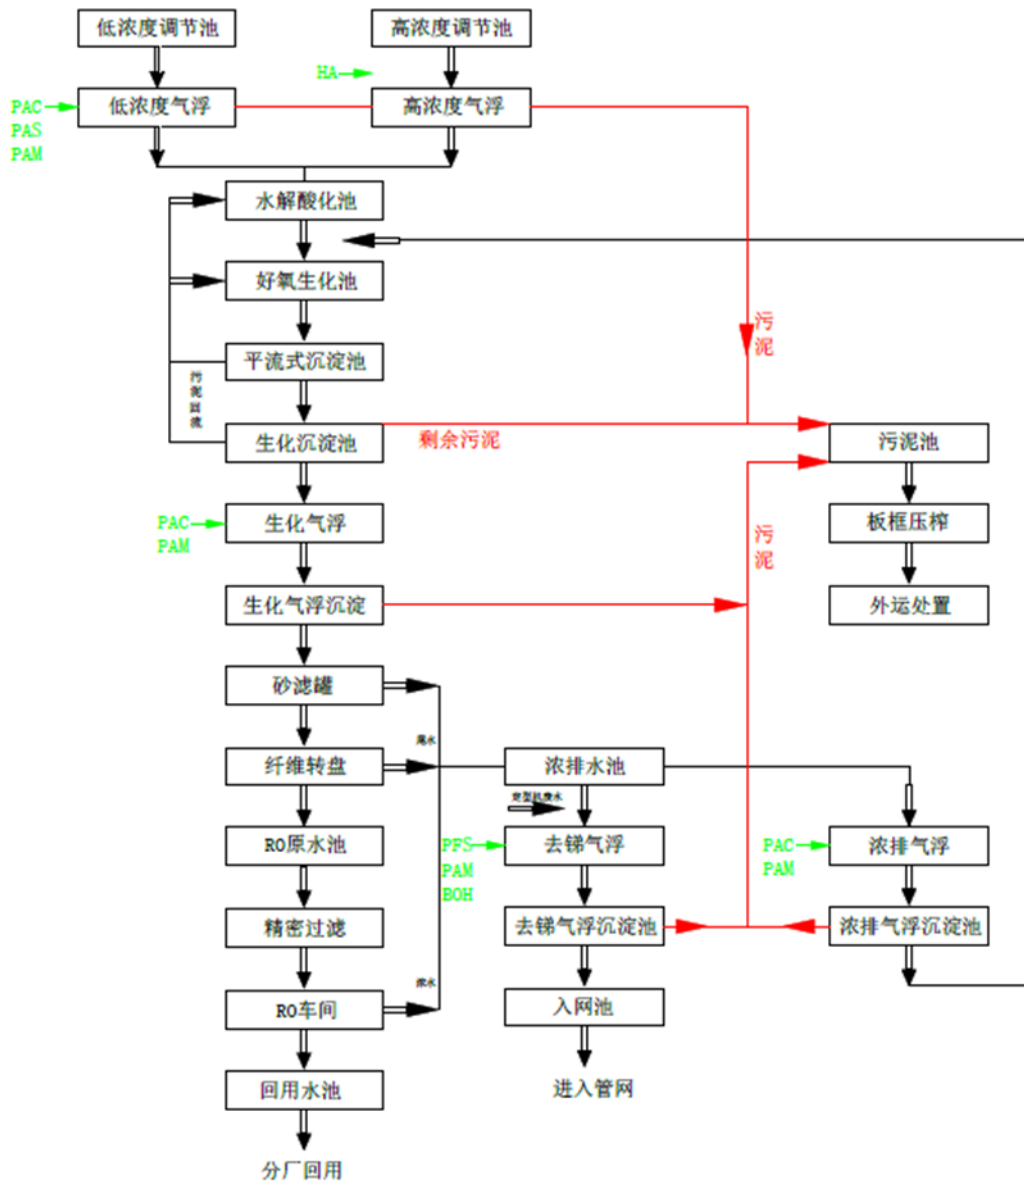 低浓度调节池
高浓度调节池
HA
PAC
PAS
PAM
低浓度气浮
高浓度气浮
水解酸化池
好氧生化池
平流式沉淀池
污泥回流
生化沉淀池
剩余污泥
污泥
污泥池
板框压榨
外运处置
PAC
PAM
生化气浮
生化气浮沉淀
污泥
砂滤罐
尾水
纤维转盘
浓排水池
定型机废水
RO原水池
PFS
PAM
BOH
去锑气浮
PAC
PAM
浓排气浮
精密过滤
去锑气浮沉淀池
浓排气浮沉淀池
浓水
RO车间
入网池
回用水池
进入管网
分厂回用